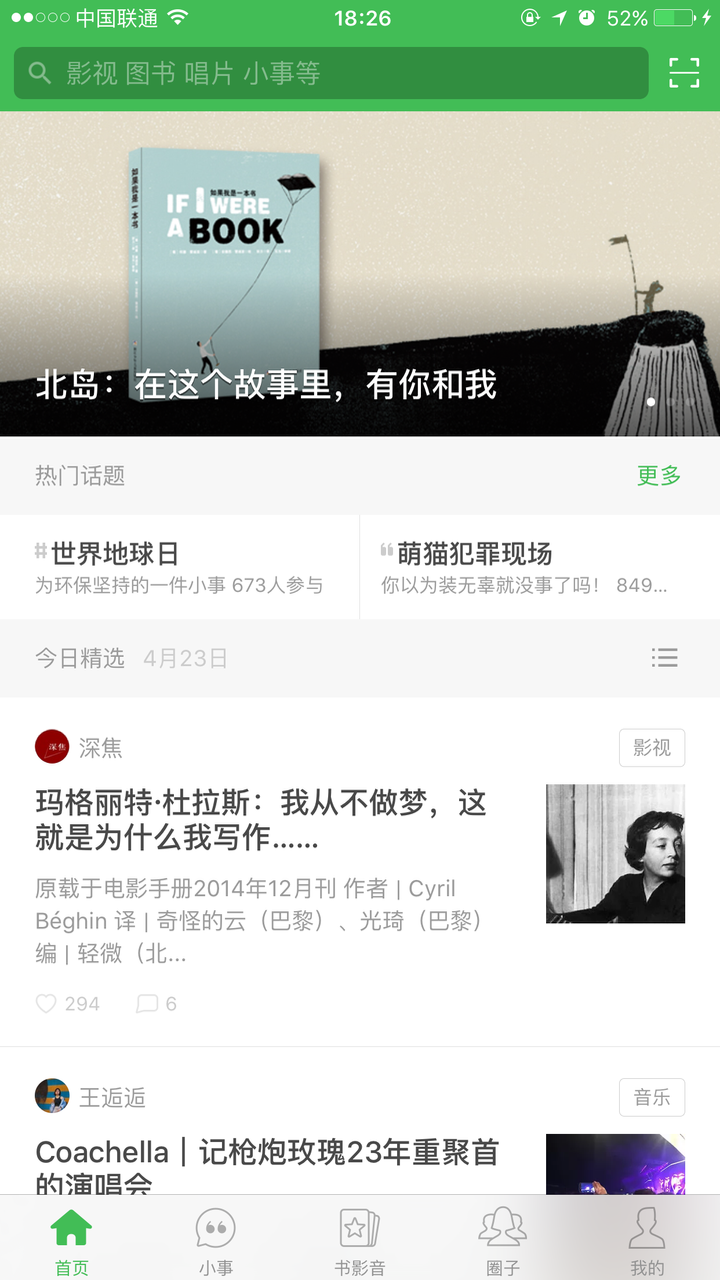 中国联通 18:26 52%
影视 图书 唱片 小事等
如果我是一本书
如果我是一本书
IF I WERE
A BOOK
北岛：在这个故事里，有你和我
热门话题 更多
#世界地球日
为环保坚持的一件小事 673人参与
“萌猫犯罪现场
你以为装无辜就没事了吗！ 849...
今日精选 4月23日
深焦
深焦 影视
玛格丽特·杜拉斯：我从不做梦，这
就是为什么我写作……
原载于电影手册2014年12月刊 作者 | Cyril
Béghin 译 | 奇怪的云（巴黎）、光琦（巴黎）
编 | 轻微（北...
294 6
王逅逅 音乐
Coachella｜记枪炮玫瑰23年重聚首
的演唱会
首页 小事 书影音 圈子 我的